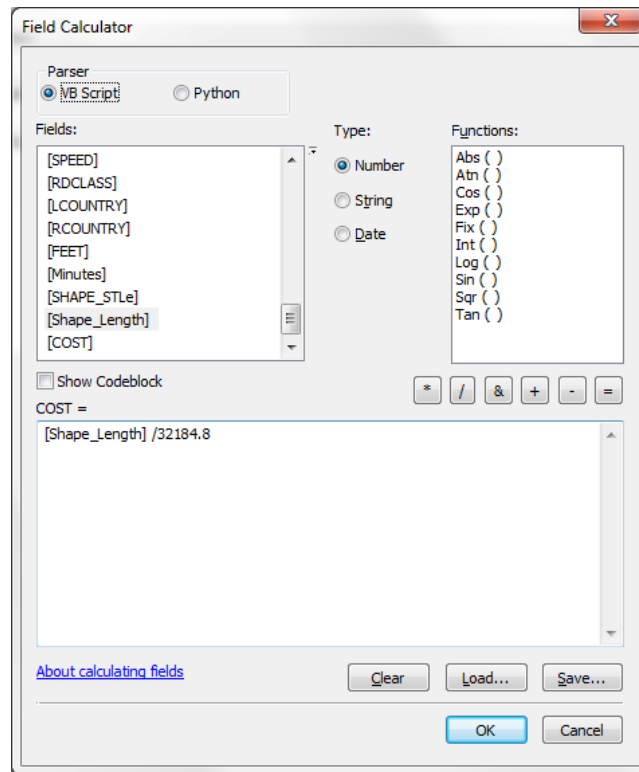 Field Calculator
Parser
VB Script
Python
Fields:
Type:
Functions:
[SPEED]
[RDCLASS]
[LCOUNTRY]
[RCOUNTRY]
[FEET]
[Minutes]
[SHAPE_STLe]
[Shape_Length]
[COST]
Number
String
Date
Abs ( )
Atn ( )
Cos ( )
Exp ( )
Fix ( )
Int ( )
Log ( )
Sin ( )
Sqr ( )
Tan ( )
Show Codeblock
* / & + - =
COST =
[Shape_Length] /32184.8
About calculating fields
Clear
Load...
Save...
OK
Cancel